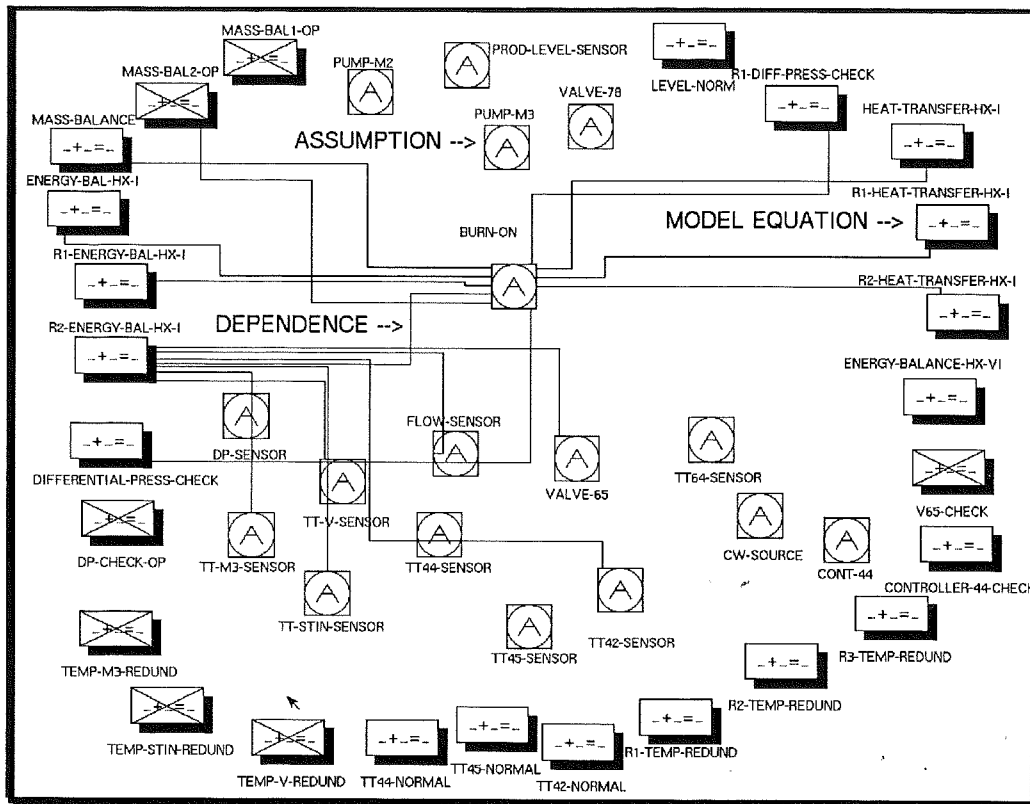 MASS-BAL1-OP
_+_=_
PROD-LEVEL-SENSOR
A
_+_=_
LEVEL-NORM
PUMP-M2
A
MASS-BAL2-OP
_+_=_
R1-DIFF-PRESS-CHECK
_+_=_
VALVE-78
A
MASS-BALANCE
_+_=_
ASSUMPTION -->
PUMP-M3
A
HEAT-TRANSFER-HX-I
_+_=_
ENERGY-BAL-HX-I
_+_=_
R1-HEAT-TRANSFER-HX-I
MODEL EQUATION -->
_+_=_
BURN-ON
A
R1-ENERGY-BAL-HX-I
_+_=_
R2-HEAT-TRANSFER-HX-I
_+_=_
DEPENDENCE -->
R2-ENERGY-BAL-HX-I
_+_=_
ENERGY-BALANCE-HX-VI
_+_=_
A
DP-SENSOR
FLOW-SENSOR
A
A
TT64-SENSOR
_+_=_
DIFFERENTIAL-PRESS-CHECK
A
VALVE-65
_+_=_
V65-CHECK
A
TT-V-SENSOR
_+_=_
DP-CHECK-OP
A
TT-M3-SENSOR
A
TT44-SENSOR
A
CW-SOURCE
A
CONT-44
_+_=_
CONTROLLER-44-CHECK
A
TT-STIN-SENSOR
A
TT42-SENSOR
A
TT45-SENSOR
_+_=_
R3-TEMP-REDUND
_+_=_
TEMP-M3-REDUND
_+_=_
R2-TEMP-REDUND
_+_=_
TEMP-STIN-REDUND
_+_=_
R1-TEMP-REDUND
_+_=_
TEMP-V-REDUND
_+_=_
TT44-NORMAL
_+_=_
TT45-NORMAL
_+_=_
TT42-NORMAL